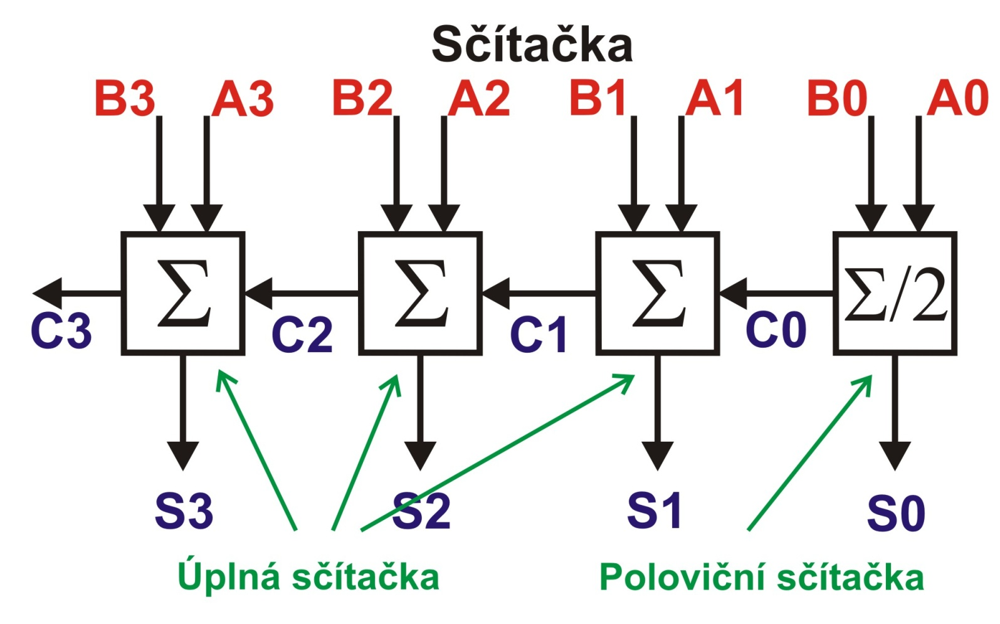 Sčítačka
B3 A3 B2 A2 B1 A1 B0 A0
Σ Σ Σ Σ/2
C3 C2 C1 C0
S3 S2 S1 S0
Úplná sčítačka Poloviční sčítačka